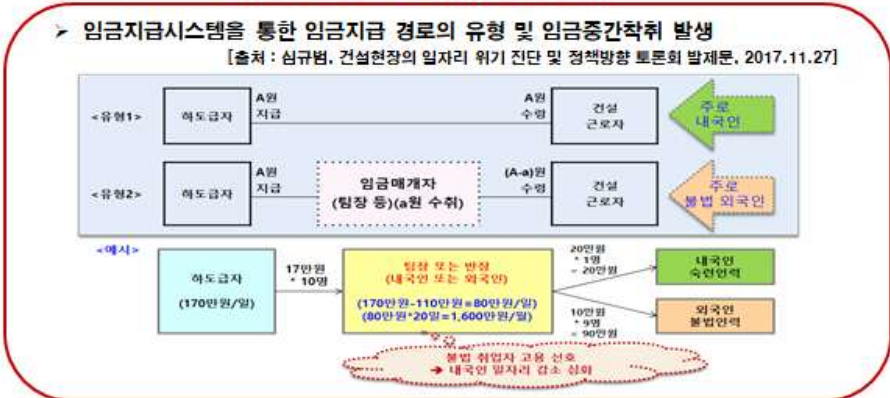 ➢ 임금지급시스템을 통한 임금지급 경로의 유형 및 임금중간착취 발생
[출처 : 심규범, 건설현장의 일자리 위기 진단 및 정책방향 토론회 발제문, 2017.11.27]
<유형1>
하도급자
A원
지급
A원
수령
건설
근로자
주로
내국인
<유형2>
하도급자
A원
지급
임금매개자
(팀장 등)(a원 수취)
(A-a)원
수령
건설
근로자
주로
불법 외국인
<예시>
하도급자
(170만원/일)
17만원
* 10명
팀장 또는 반장
(내국인 또는 외국인)
(170만원-110만원=80만원/일)
(80만원*20일=1,600만원/월)
20만원
* 1명
= 20만원
내국인
숙련인력
10만원
* 9명
= 90만원
외국인
불법인력
불법 취업자 고용 선호
➔ 내국인 일자리 감소 심화